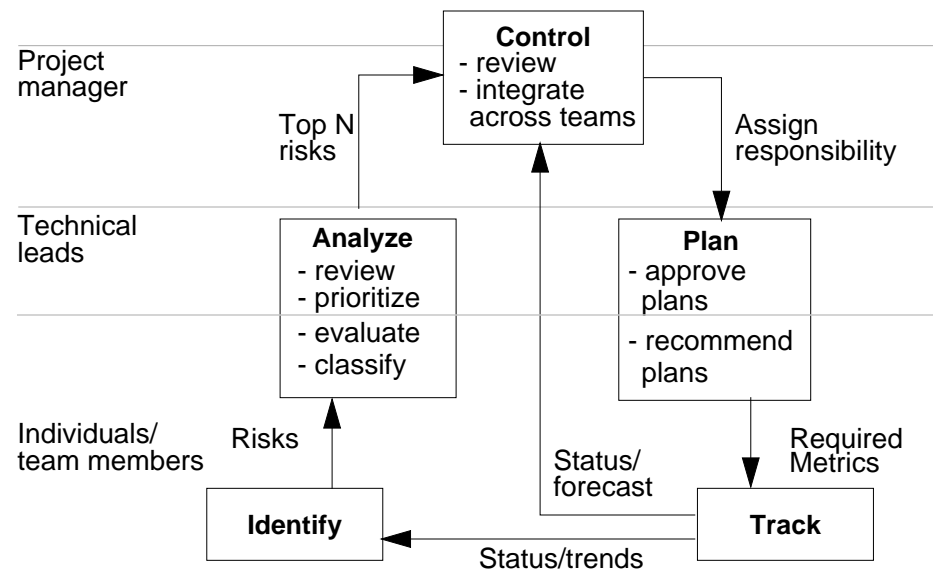 Control
- review
- integrate
across teams
Project
manager
Top N
risks
Assign
responsibility
Technical
leads
Analyze
- review
- prioritize
- evaluate
- classify
Plan
- approve
plans
- recommend
plans
Individuals/
team members
Risks
Status/
forecast
Required
Metrics
Identify
Track
Status/trends